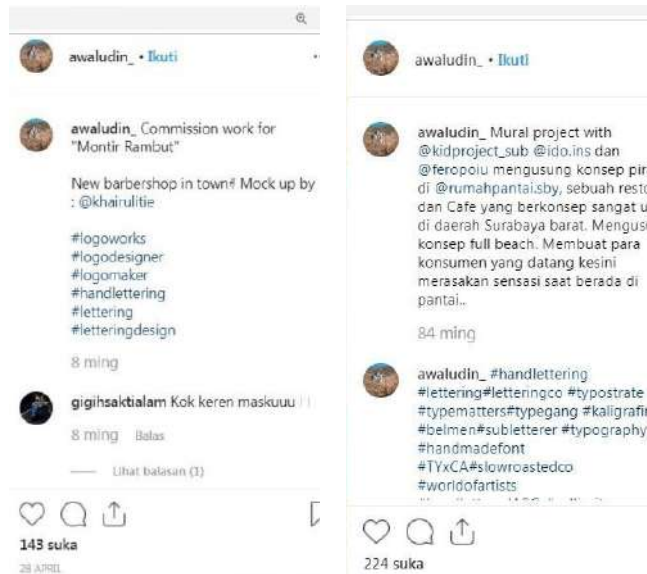 awaludin_ • Ikuti
awaludin_ Commission work for
"Montir Rambut"
New barbershop in town! Mock up by
: @khairulitie
#logoworks
#logodesigner
#logomaker
#handlettering
#lettering
#letteringdesign
8 ming
gigihsaktialam Kok keren maskuuu
8 ming Balas
Lihat balasan (1)
143 suka
28 APRIL
awaludin_ • Ikuti
awaludin_ Mural project with
@kidproject_sub @ido.ins dan
@feropolu mengusung konsep pir
di @rumahpantai.sby, sebuah rest
dan Cafe yang berkonsep sangat u
di daerah Surabaya barat. Mengus
konsep full beach. Membuat para
konsumen yang datang kesini
merasakan sensasi saat berada di
pantai..
84 ming
awaludin_ #handlettering
#lettering#letteringco #typostrate
#typematters#typegang #kaligrafi
#belmen#subletterer #typography
#handmadefont
#TYxCA#slowroastedco
#worldofartists
224 suka